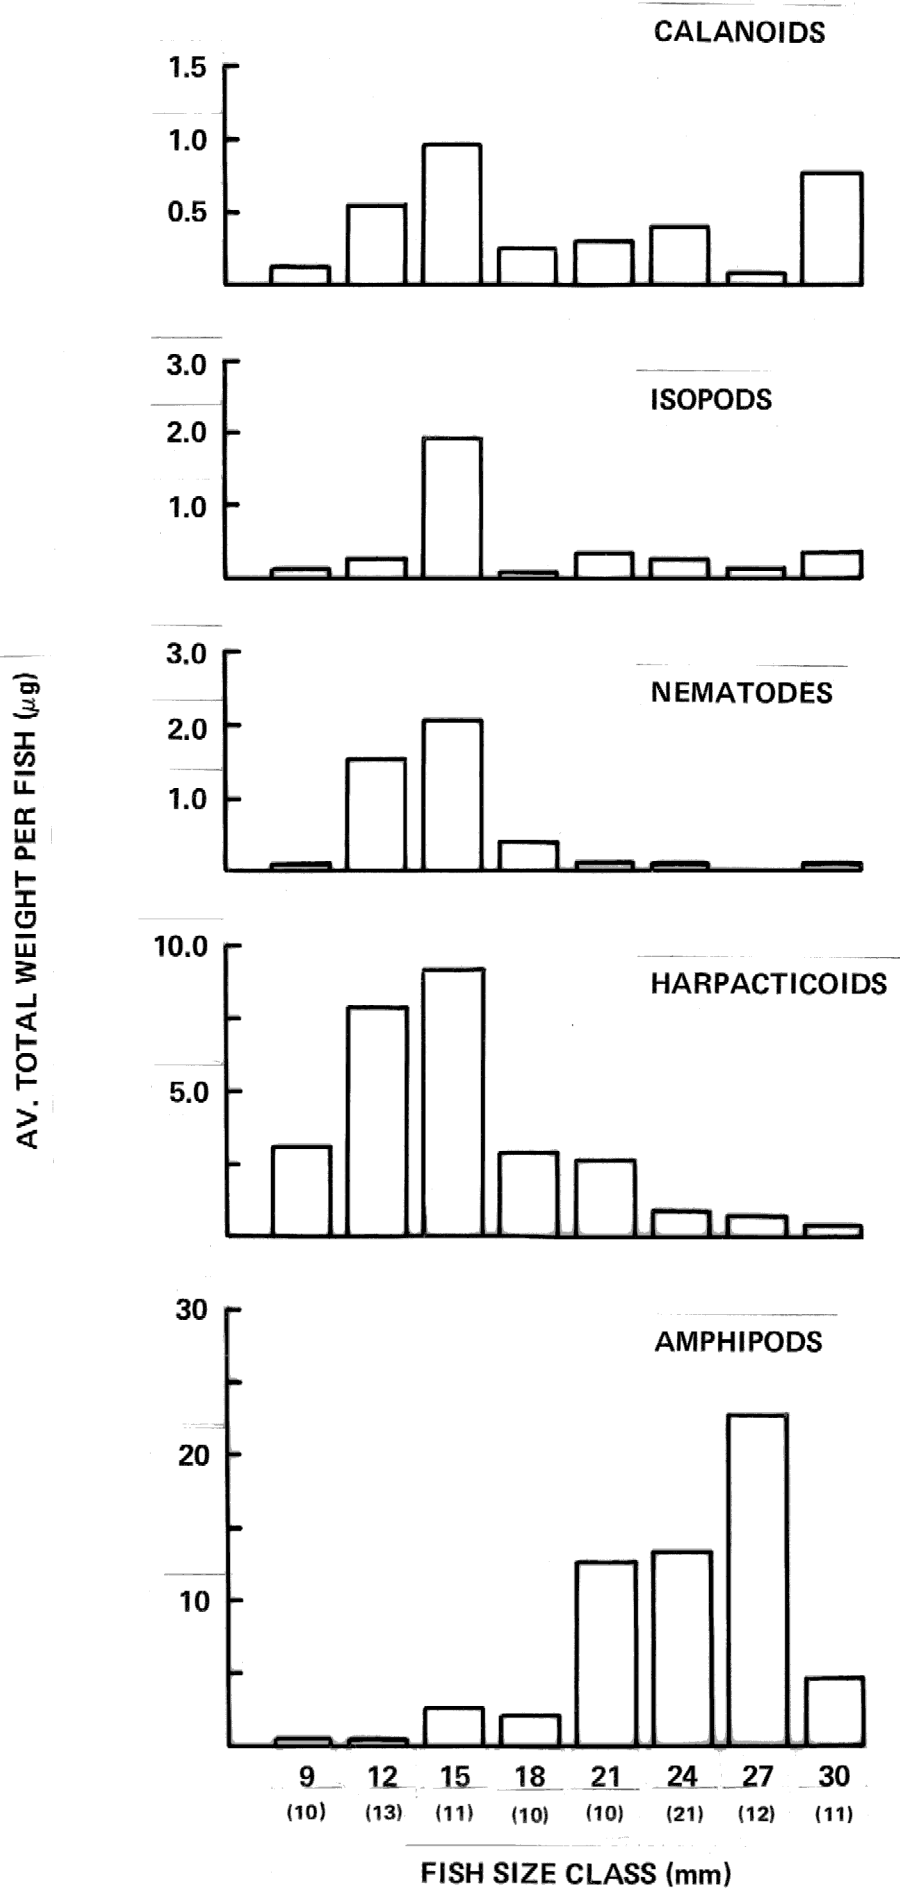 CALANOIDS
1.5
1.0
0.5
ISOPODS
3.0
2.0
1.0
NEMATODES
3.0
2.0
1.0
HARPACTICOIDS
10.0
5.0
AMPHIPODS
30
20
10
AV. TOTAL WEIGHT PER FISH (μg)
9 12 15 18 21 24 27 30
(10) (13) (11) (10) (10) (21) (12) (11)
FISH SIZE CLASS (mm)